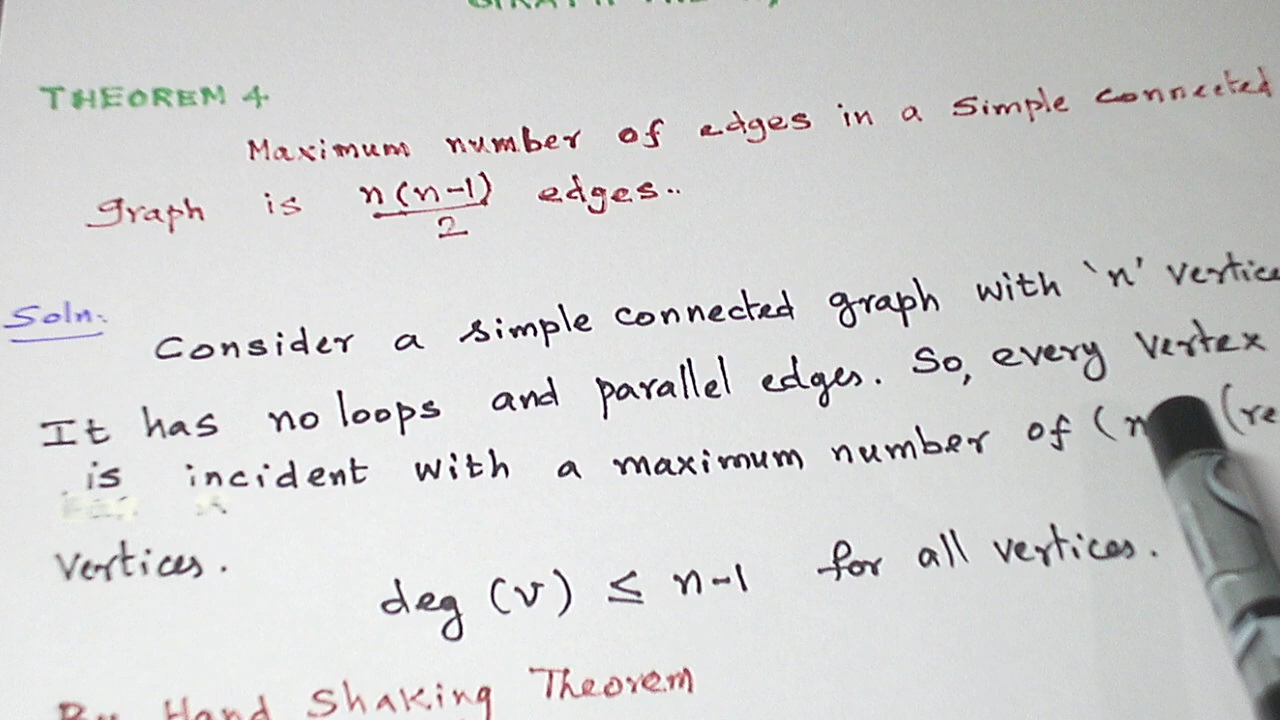 THEOREM 4
Maximum number of edges in a simple connected
graph is n(n-1)/2 edges..
Soln.
Consider a simple connected graph with 'n'
It has no loops and parallel edges. So, every vertex
is incident with a maximum number of (n (re
vertices.
deg (v) ≤ n-1 for all vertices.
By Hand Shaking Theorem